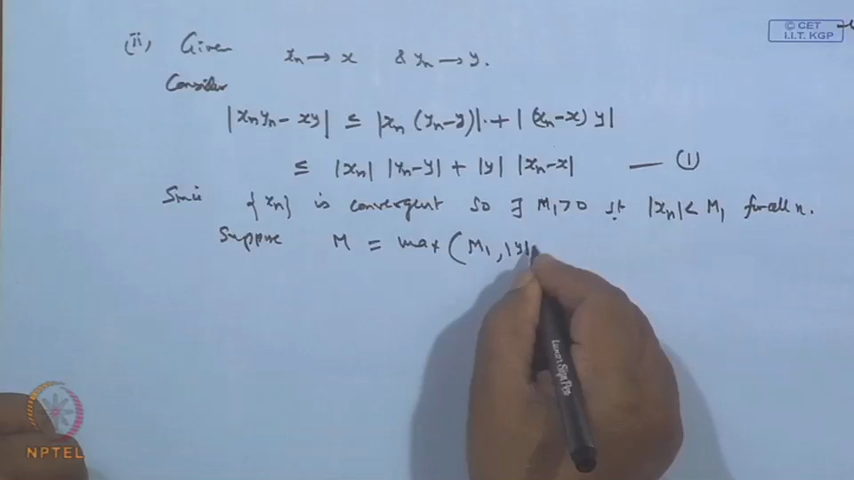 © CET
I.I.T. KGP
(ii) Given xₙ → x & yₙ → y.
Consider
|xₙyₙ - xy| ≤ |xₙ (yₙ-y)| + |(xₙ-x) y|
≤ |xₙ| |yₙ-y| + |y| |xₙ-x| — (1)
Since {xₙ} is convergent so ∃ M₁>0 st |xₙ|< M₁ for all n.
Suppose M = max (M₁, |y|
NPTEL